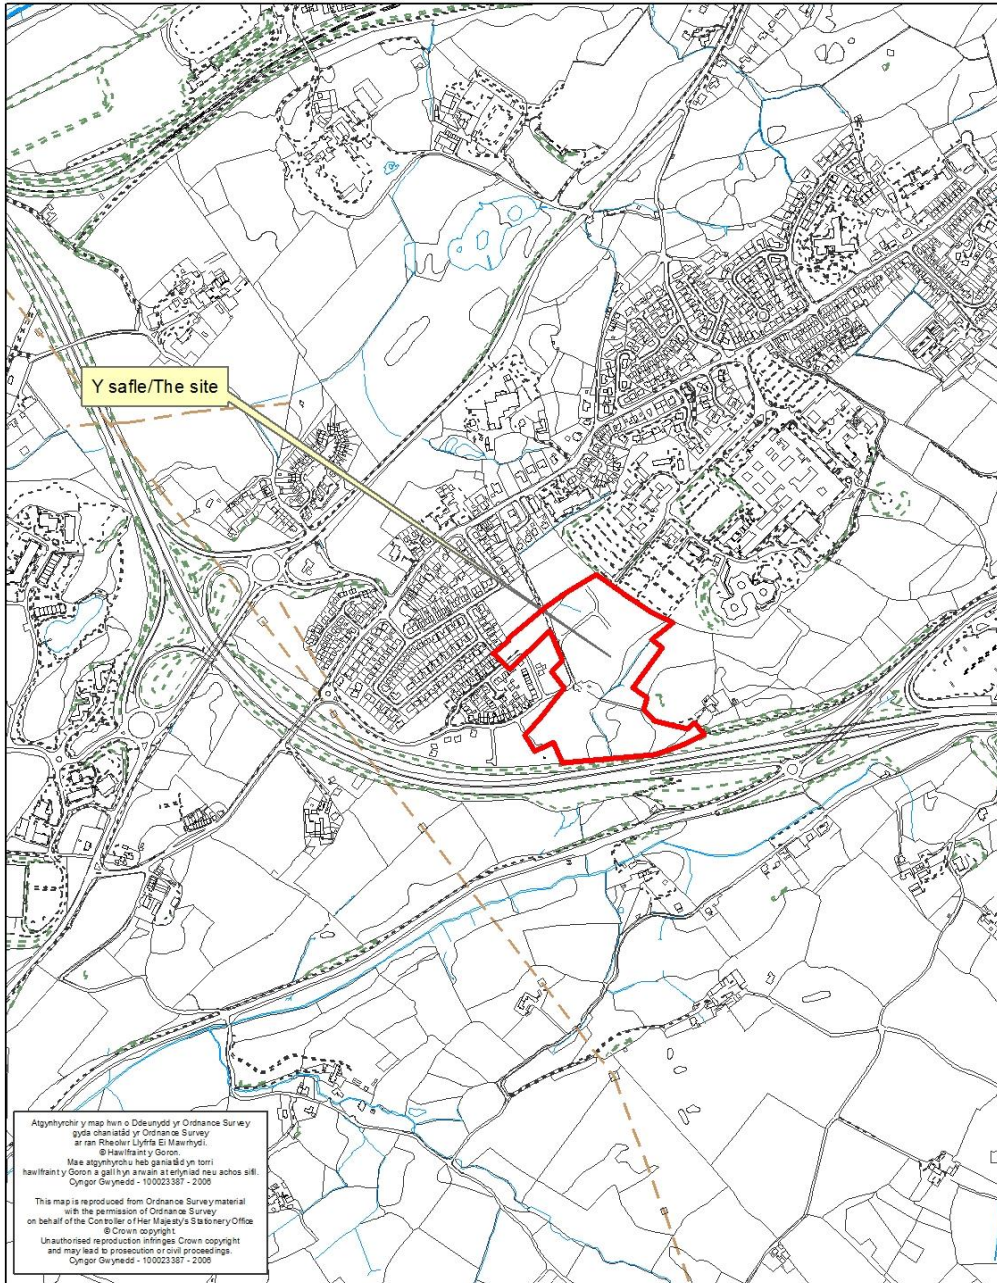 Y safle/The site
Atgynhyrchir y map hwn o Ddeunydd yr Ordnance Survey
gyda chaniatâd yr Ordnance Survey
ar ran Rheolwr Llyfrfa Ei Mawrhydi.
© Hawlfraint y Goron.
Mae atgynhyrchu heb ganiatâd yn torri
hawlfraint y Goron a gall hyn arwain at erlyniad neu achos sifil.
Cyngor Gwynedd - 100023387 - 2006
This map is reproduced from Ordnance Survey material
with the permission of Ordnance Survey
on behalf of the Controller of Her Majesty's Stationery Office
© Crown copyright.
Unauthorised reproduction infringes Crown copyright
and may lead to prosecution or civil proceedings.
Cyngor Gwynedd - 100023387 - 2006